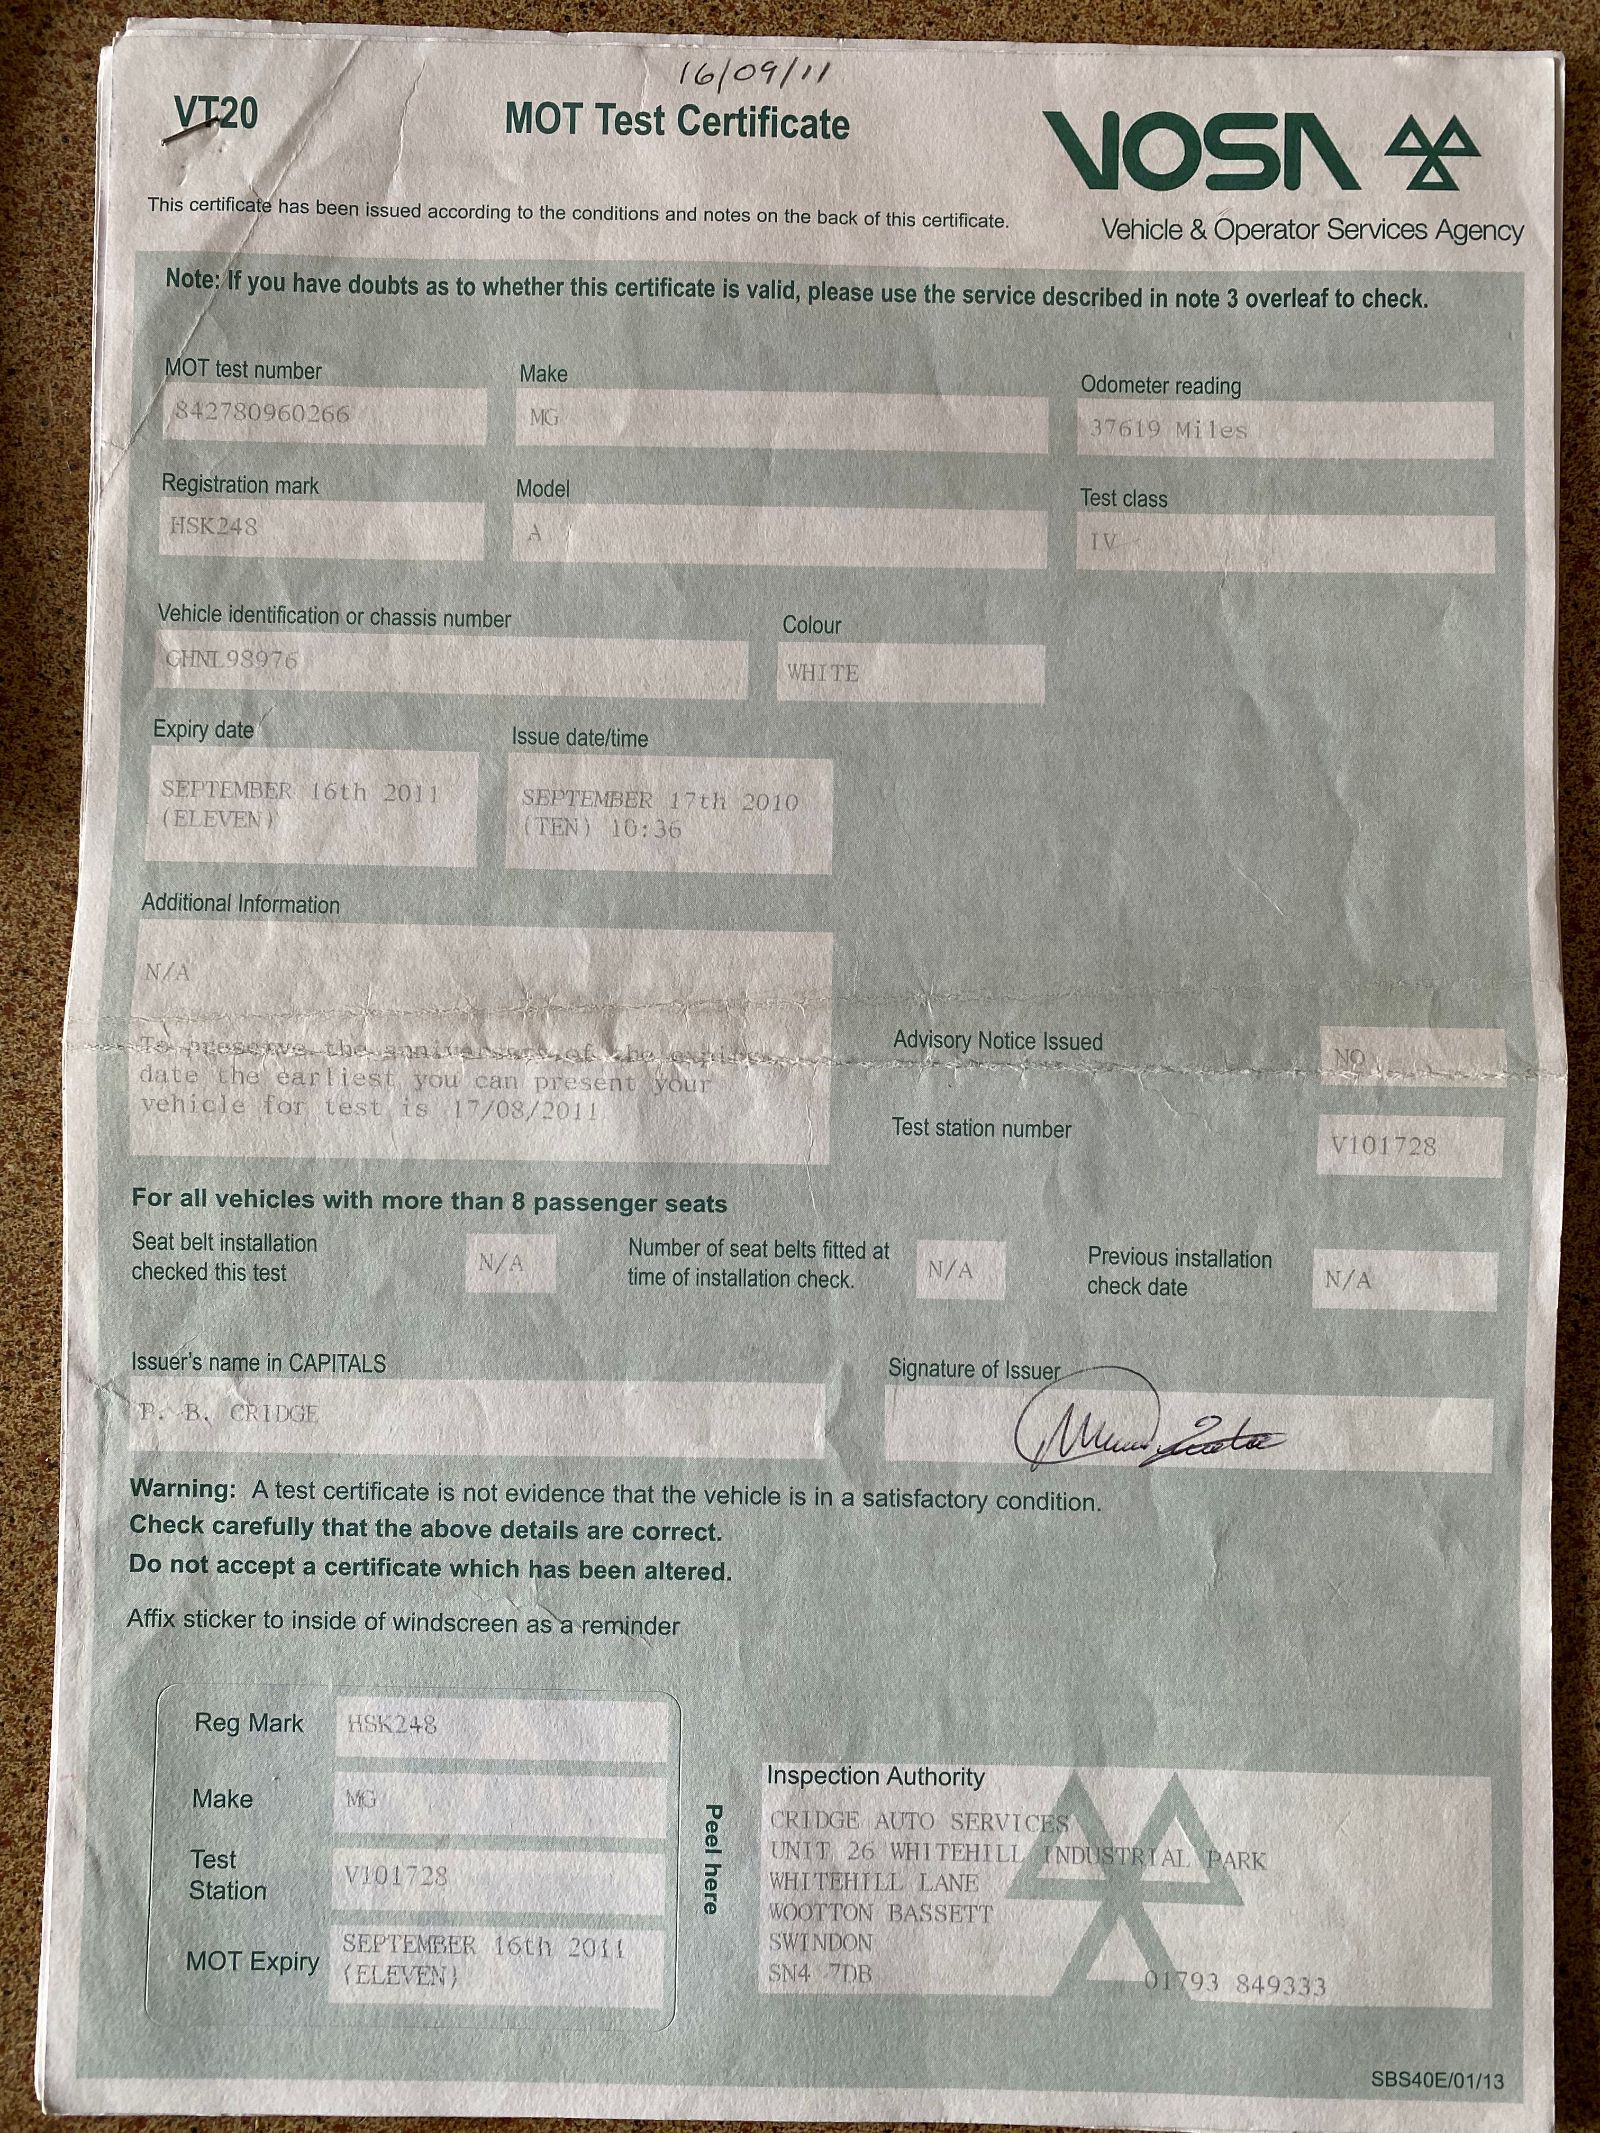 16/09/11
VT20
MOT Test Certificate
VOSA
This certificate has been issued according to the conditions and notes on the back of this certificate.
Vehicle & Operator Services Agency
Note: If you have doubts as to whether this certificate is valid, please use the service described in note 3 overleaf to check.
MOT test number
Make
Odometer reading
842780960266
MG
37619 Miles
Registration mark
Model
Test class
HSK248
A
IV
Vehicle identification or chassis number
Colour
GHNL98976
WHITE
Expiry date
Issue date/time
SEPTEMBER 16th 2011
(ELEVEN)
SEPTEMBER 17th 2010
(TEN) 10:36
Additional Information
N/A
To preserve the anniversary of the expiry
date the earliest you can present your
vehicle for test is 17/08/2011
Advisory Notice Issued
NO
Test station number
V101728
For all vehicles with more than 8 passenger seats
Seat belt installation
checked this test
N/A
Number of seat belts fitted at
time of installation check.
N/A
Previous installation
check date
N/A
Issuer's name in CAPITALS
Signature of Issuer
P. B. CRIDGE
Warning: A test certificate is not evidence that the vehicle is in a satisfactory condition.
Check carefully that the above details are correct.
Do not accept a certificate which has been altered.
Affix sticker to inside of windscreen as a reminder
Reg Mark
HSK248
Make
MG
Test
Station
V101728
MOT Expiry
SEPTEMBER 16th 2011
(ELEVEN)
Peel here
Inspection Authority
CRIDGE AUTO SERVICES
UNIT 26 WHITEHILL INDUSTRIAL PARK
WHITEHILL LANE
WOOTTON BASSETT
SWINDON
SN4 7DB
01793 849333
SBS40E/01/13